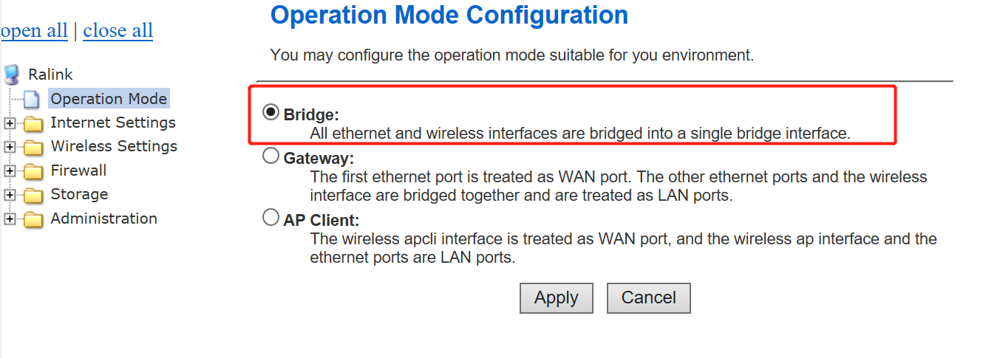 open all | close all
Ralink
Operation Mode
Internet Settings
Wireless Settings
Firewall
Storage
Administration
Operation Mode Configuration
You may configure the operation mode suitable for you environment.
Bridge:
All ethernet and wireless interfaces are bridged into a single bridge interface.
Gateway:
The first ethernet port is treated as WAN port. The other ethernet ports and the wireless
interface are bridged together and are treated as LAN ports.
AP Client:
The wireless apcli interface is treated as WAN port, and the wireless ap interface and the
ethernet ports are LAN ports.
Apply Cancel